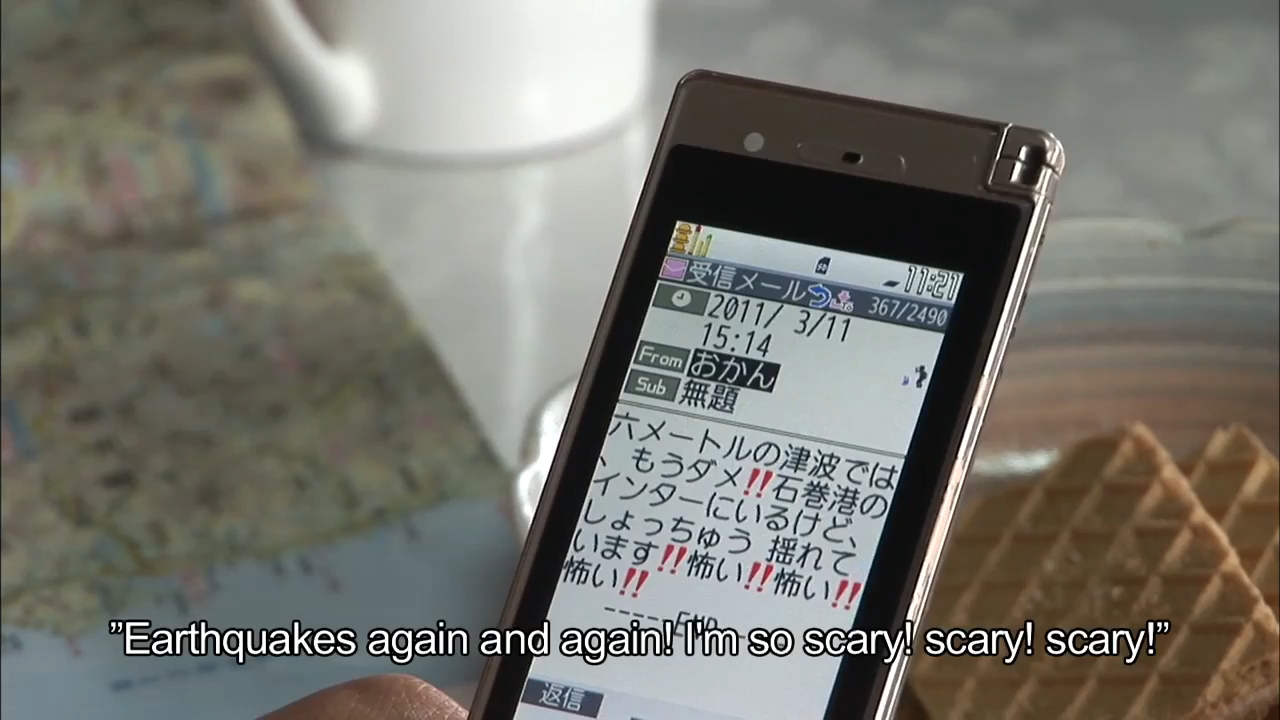 11:21
受信メール 367/2490
2011/ 3/11
15:14
From おかん
Sub 無題
六メートルの津波では
、もうダメ‼石巻港の
インターにいるけど、
しょっちゅう 揺れて
います‼怖い‼怖い‼
怖い‼
"Earthquakes again and again! I'm so scary! scary! scary!"
返信